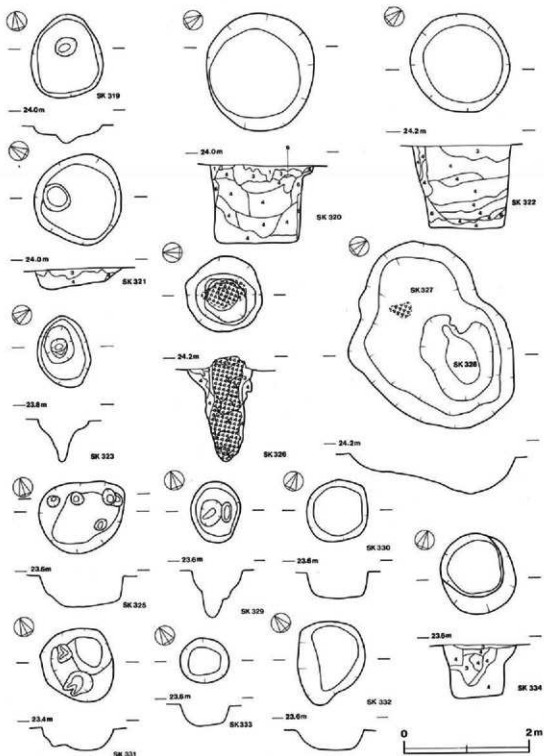 SK 319
24.0m
24.0m
SK 320
24.2m
SK 322
24.0m
SK 321
SK 327
SK 328
23.8m
SK 323
24.2m
SK 326
24.2m
SK 325
23.6m
SK 329
23.6m
SK 330
23.8m
SK 331
23.4m
SK 333
23.6m
SK 332
23.6m
SK 334
23.6m
0
2m